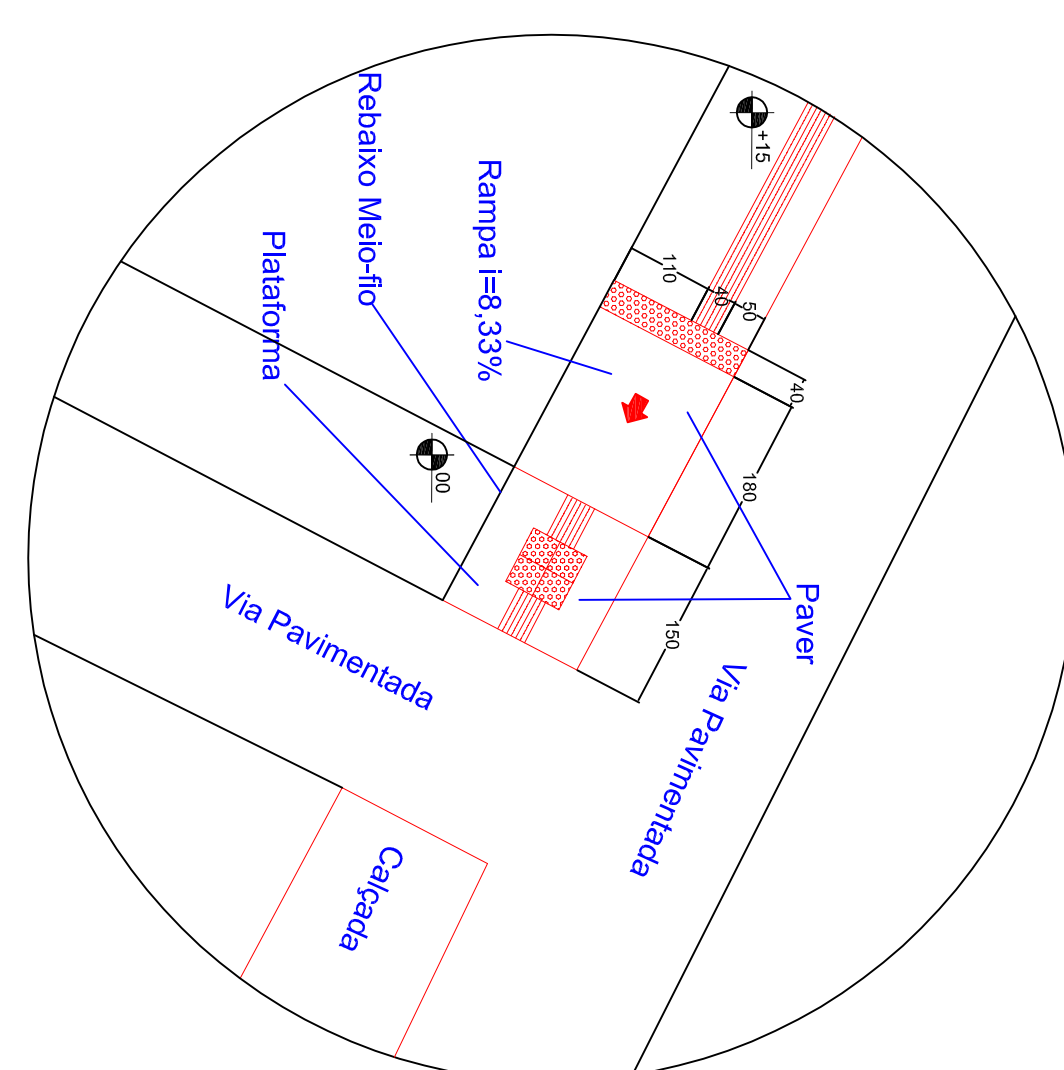 +15
Rebaixo Meio-fio
Rampa i=8,33%
Plataforma
110
40
50
40
180
150
00
Paver
Via Pavimentada
Via Pavimentada
Calçada